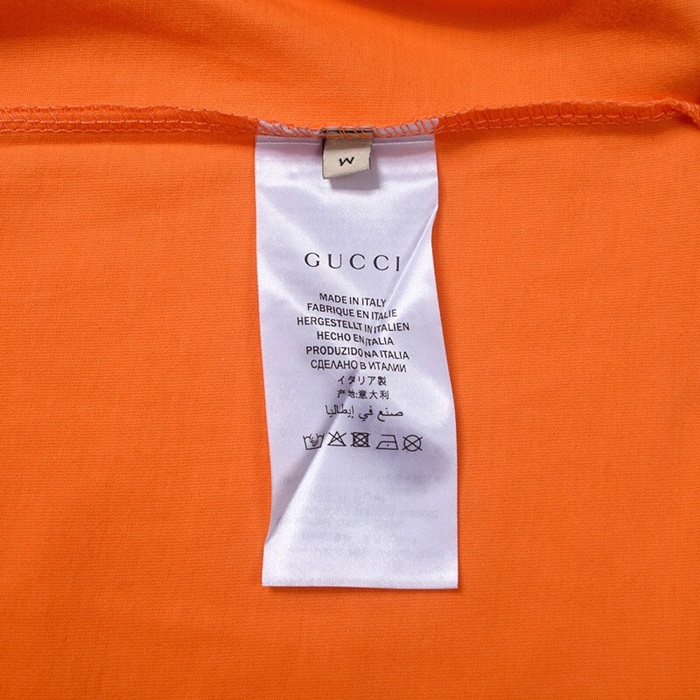 M
GUCCI
MADE IN ITALY
FABRIQUE EN ITALIE
HERGESTELLT IN ITALIEN
HECHO EN ITALIA
PRODUZIDO NA ITALIA
СДЕЛАНО В ИТАЛИИ
イタリア製
产地:意大利
صنع في إيطاليا